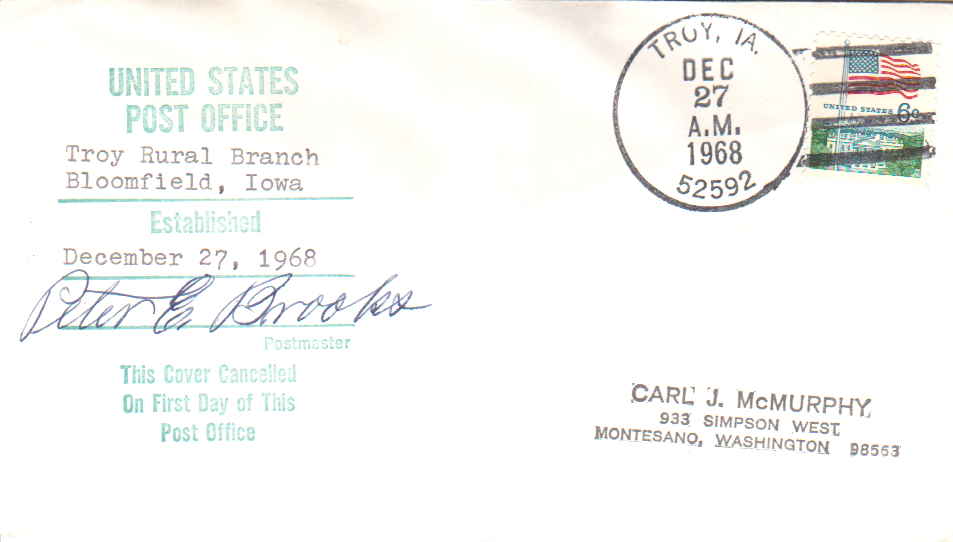 UNITED STATES
POST OFFICE
Troy Rural Branch
Bloomfield, Iowa
Established
December 27, 1968
Peter E. Brooks
Postmaster
This Cover Cancelled
On First Day of This
Post Office
TROY, IA.
DEC
27
A.M.
1968
52592
UNITED STATES
6c
CARL J. McMURPHY
933 SIMPSON WEST
MONTESANO, WASHINGTON 98563